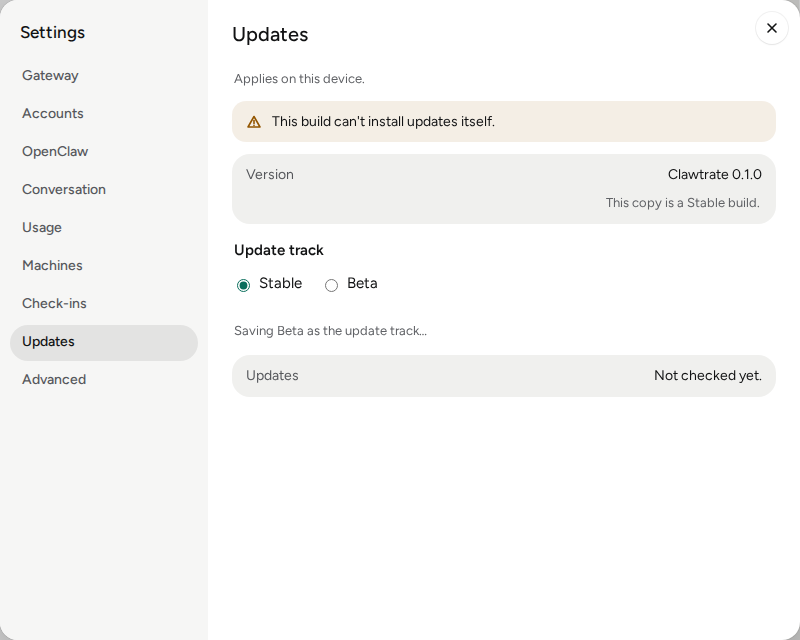 Settings
Gateway
Accounts
OpenClaw
Conversation
Usage
Machines
Check-ins
Updates
Advanced
Updates
Applies on this device.
This build can't install updates itself.
Version
Clawtrate 0.1.0
This copy is a Stable build.
Update track
Stable
Beta
Saving Beta as the update track…
Updates
Not checked yet.